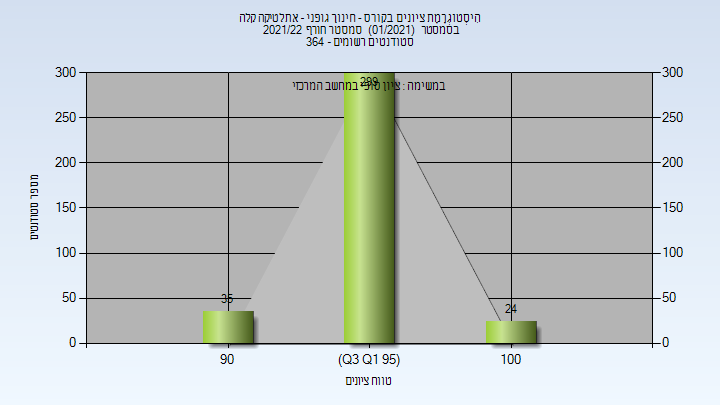 היסטוגרמת ציונים בקורס - חינוך גופני - אתלטיקה קלה
בסמסטר (01/2021) סמסטר חורף 2021/22
סטודנטים רשומים - 364
במשימה : ציון סופי במחשב המרכזי
300
250
200
150
100
50
0
300
250
200
150
100
50
0
מספר סטודנטים
35
299
24
90
(Q3 Q1 95)
100
טווח ציונים